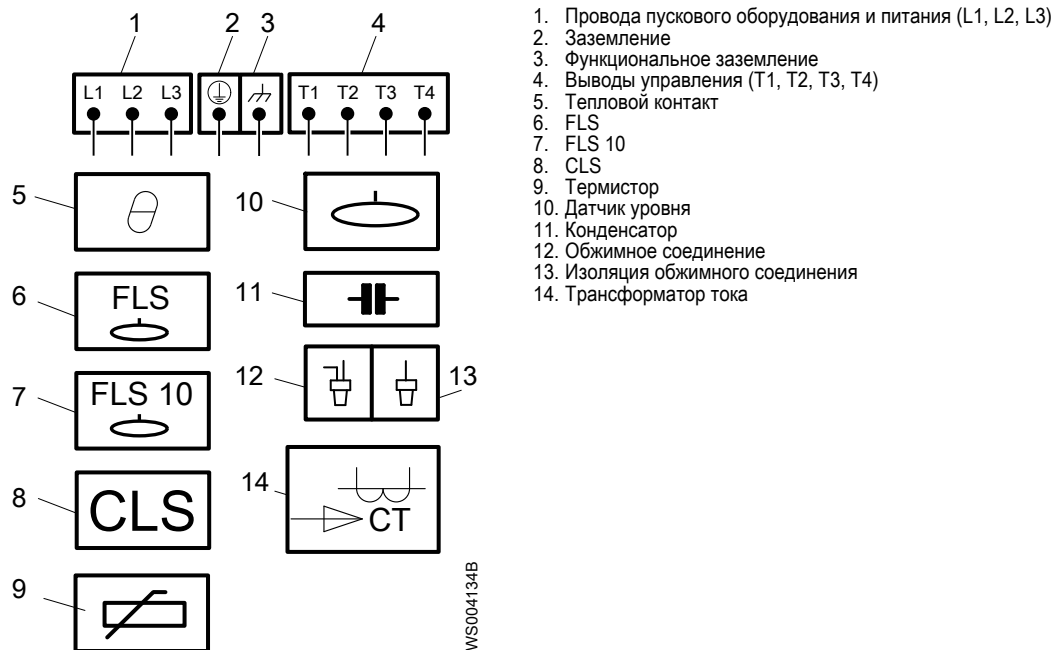 1 2 3 4
L1 L2 L3 T1 T2 T3 T4
5 10
6 FLS 11
7 FLS 10 12 13
8 CLS 14 CT
9
WS004134B
1. Провода пускового оборудования и питания (L1, L2, L3)
2. Заземление
3. Функциональное заземление
4. Выводы управления (T1, T2, T3, T4)
5. Тепловой контакт
6. FLS
7. FLS 10
8. CLS
9. Термистор
10. Датчик уровня
11. Конденсатор
12. Обжимное соединение
13. Изоляция обжимного соединения
14. Трансформатор тока